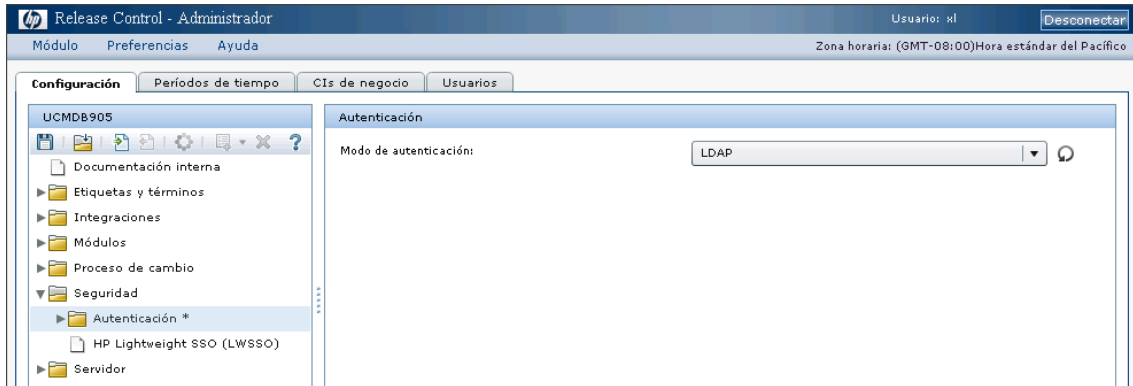 hp Release Control - Administrador
Usuario: xl
Desconectar
Módulo Preferencias Ayuda
Zona horaria: (GMT-08:00)Hora estándar del Pacífico
Configuración Períodos de tiempo CIs de negocio Usuarios
UCMDB905
?
Documentación interna
Etiquetas y términos
Integraciones
Módulos
Proceso de cambio
Seguridad
Autenticación *
HP Lightweight SSO (LWSSO)
Servidor
Autenticación
Modo de autenticación:
LDAP